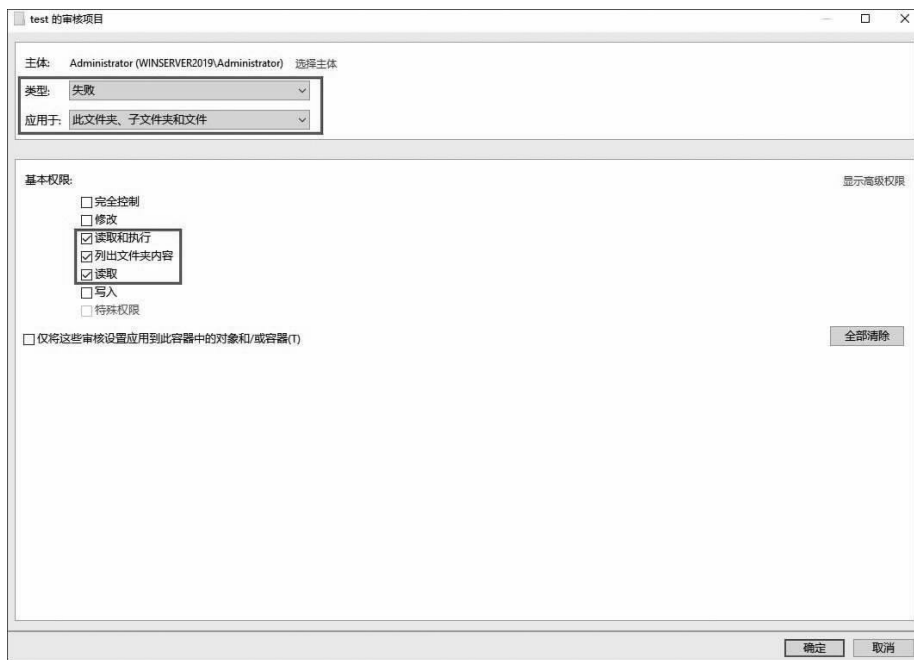 test 的审核项目
主体: Administrator (WINSERVER2019\Administrator) 选择主体
类型: 失败
应用于: 此文件夹、子文件夹和文件
基本权限: 显示高级权限
完全控制
修改
读取和执行
列出文件夹内容
读取
写入
特殊权限
仅将这些审核设置应用到此容器中的对象和/或容器(T) 全部清除
确定 取消